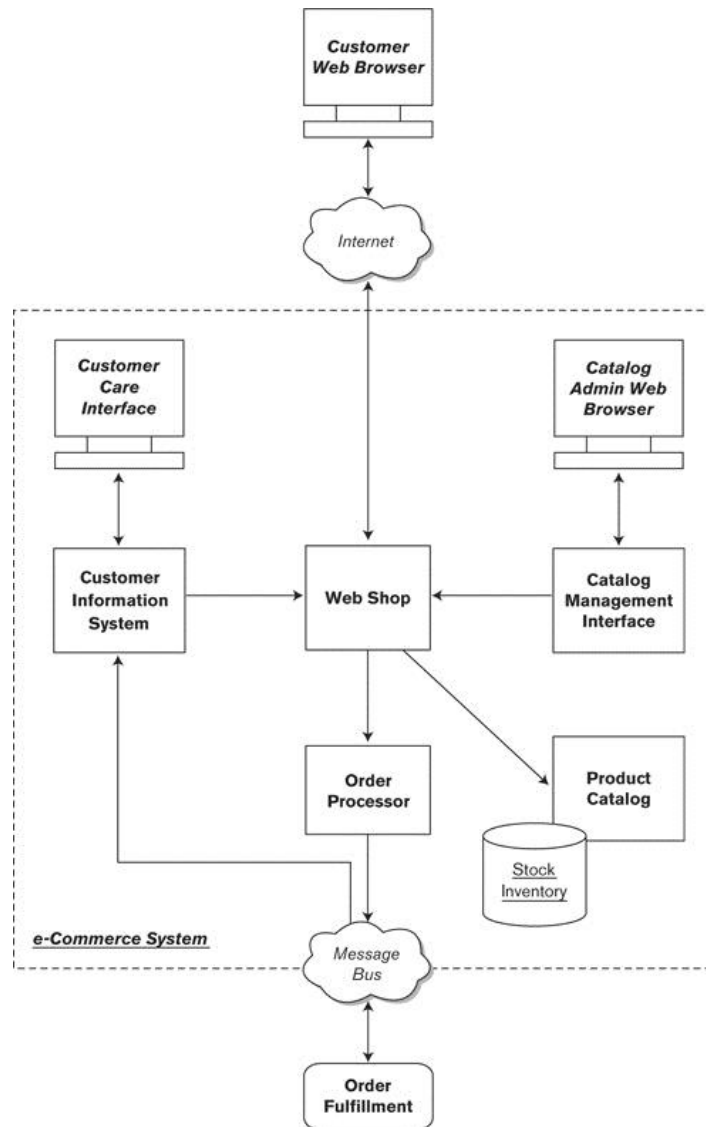 Customer
Web Browser
Internet
Customer
Care
Interface
Catalog
Admin Web
Browser
Customer
Information
System
Web Shop
Catalog
Management
Interface
Order
Processor
Product
Catalog
Stock
Inventory
e-Commerce System
Message
Bus
Order
Fulfillment